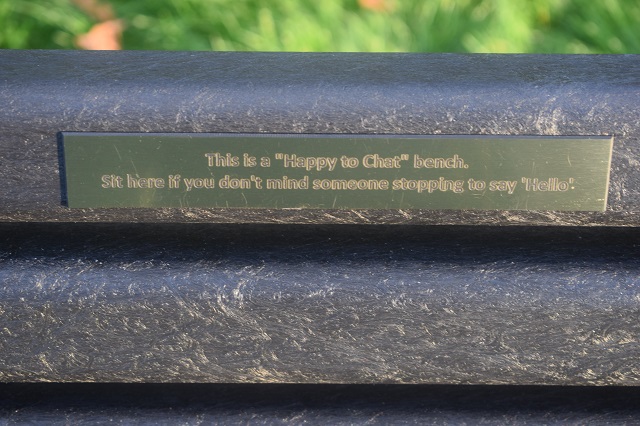 This is a "Happy to Chat" bench.
Sit here if you don't mind someone stopping to say 'Hello'.